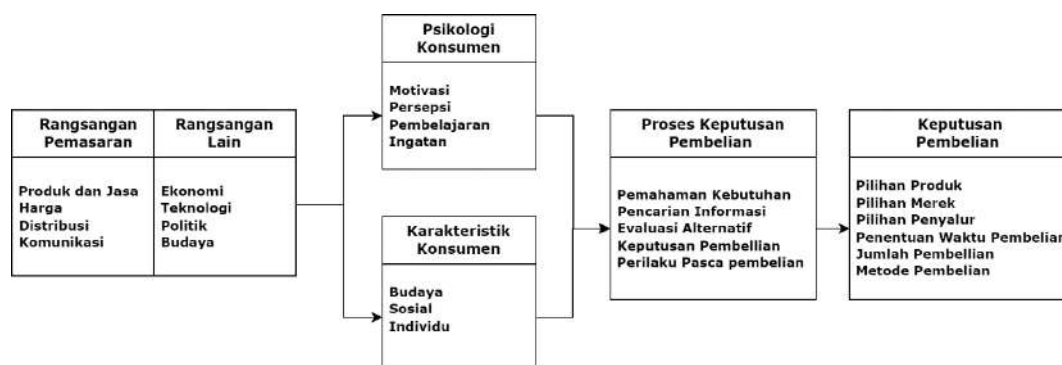 Rangsangan
Pemasaran
Produk dan Jasa
Harga
Distribusi
Komunikasi
Rangsangan
Lain
Ekonomi
Teknologi
Politik
Budaya
Psikologi
Konsumen
Motivasi
Persepsi
Pembelajaran
Ingatan
Karakteristik
Konsumen
Budaya
Sosial
Individu
Proses Keputusan
Pembelian
Pemahaman Kebutuhan
Pencarian Informasi
Evaluasi Alternatif
Keputusan Pembellian
Perilaku Pasca pembelian
Keputusan
Pembelian
Pilihan Produk
Pilihan Merek
Pilihan Penyalur
Penentuan Waktu Pembelian
Jumlah Pembellian
Metode Pembelian